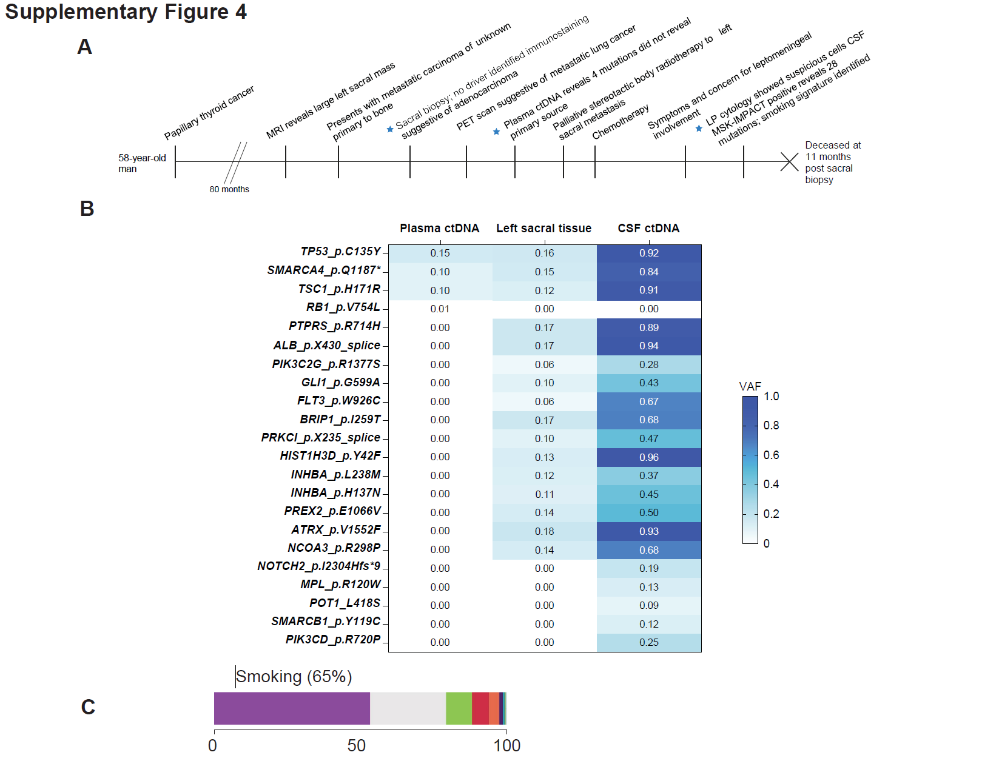 Supplementary Figure 4
A
Papillary thyroid cancer
MRI reveals large left sacral mass
Presents with metastatic carcinoma of unknown
primary to bone
Sacral biopsy; no driver identified immunostaining
suggestive of adenocarcinoma
PET scan suggestive of metastatic lung cancer
Plasma ctDNA reveals 4 mutations did not reveal
primary source
Palliative stereotactic body radiotherapy to left
sacral metastasis
Chemotherapy
Symptoms and concern for leptomeningeal
involvement
LP cytology showed suspicious cells CSF
MSK-IMPACT positive reveals 28
mutations; smoking signature identified
58-year-old
man
80 months
Deceased at
11 months
post sacral
biopsy
B
Plasma ctDNA Left sacral tissue CSF ctDNA
TP53_p.C135Y 0.15 0.16 0.92
SMARCA4_p.Q1187* 0.10 0.15 0.84
TSC1_p.H171R 0.10 0.12 0.91
RB1_p.V754L 0.01 0.00 0.00
PTPRS_p.R714H 0.00 0.17 0.89
ALB_p.X430_splice 0.00 0.17 0.94
PIK3C2G_p.R1377S 0.00 0.06 0.28
GLI1_p.G599A 0.00 0.10 0.43
FLT3_p.W926C 0.00 0.06 0.67
BRIP1_p.I259T 0.00 0.17 0.68
PRKCI_p.X235_splice 0.00 0.10 0.47
HIST1H3D_p.Y42F 0.00 0.13 0.96
INHBA_p.L238M 0.00 0.12 0.37
INHBA_p.H137N 0.00 0.11 0.45
PREX2_p.E1066V 0.00 0.14 0.50
ATRX_p.V1552F 0.00 0.18 0.93
NCOA3_p.R298P 0.00 0.14 0.68
NOTCH2_p.I2304Hfs*9 0.00 0.00 0.19
MPL_p.R120W 0.00 0.00 0.13
POT1_L418S 0.00 0.00 0.09
SMARCB1_p.Y119C 0.00 0.00 0.12
PIK3CD_p.R720P 0.00 0.00 0.25
VAF
1.0
0.8
0.6
0.4
0.2
0
C
Smoking (65%)
0 50 100